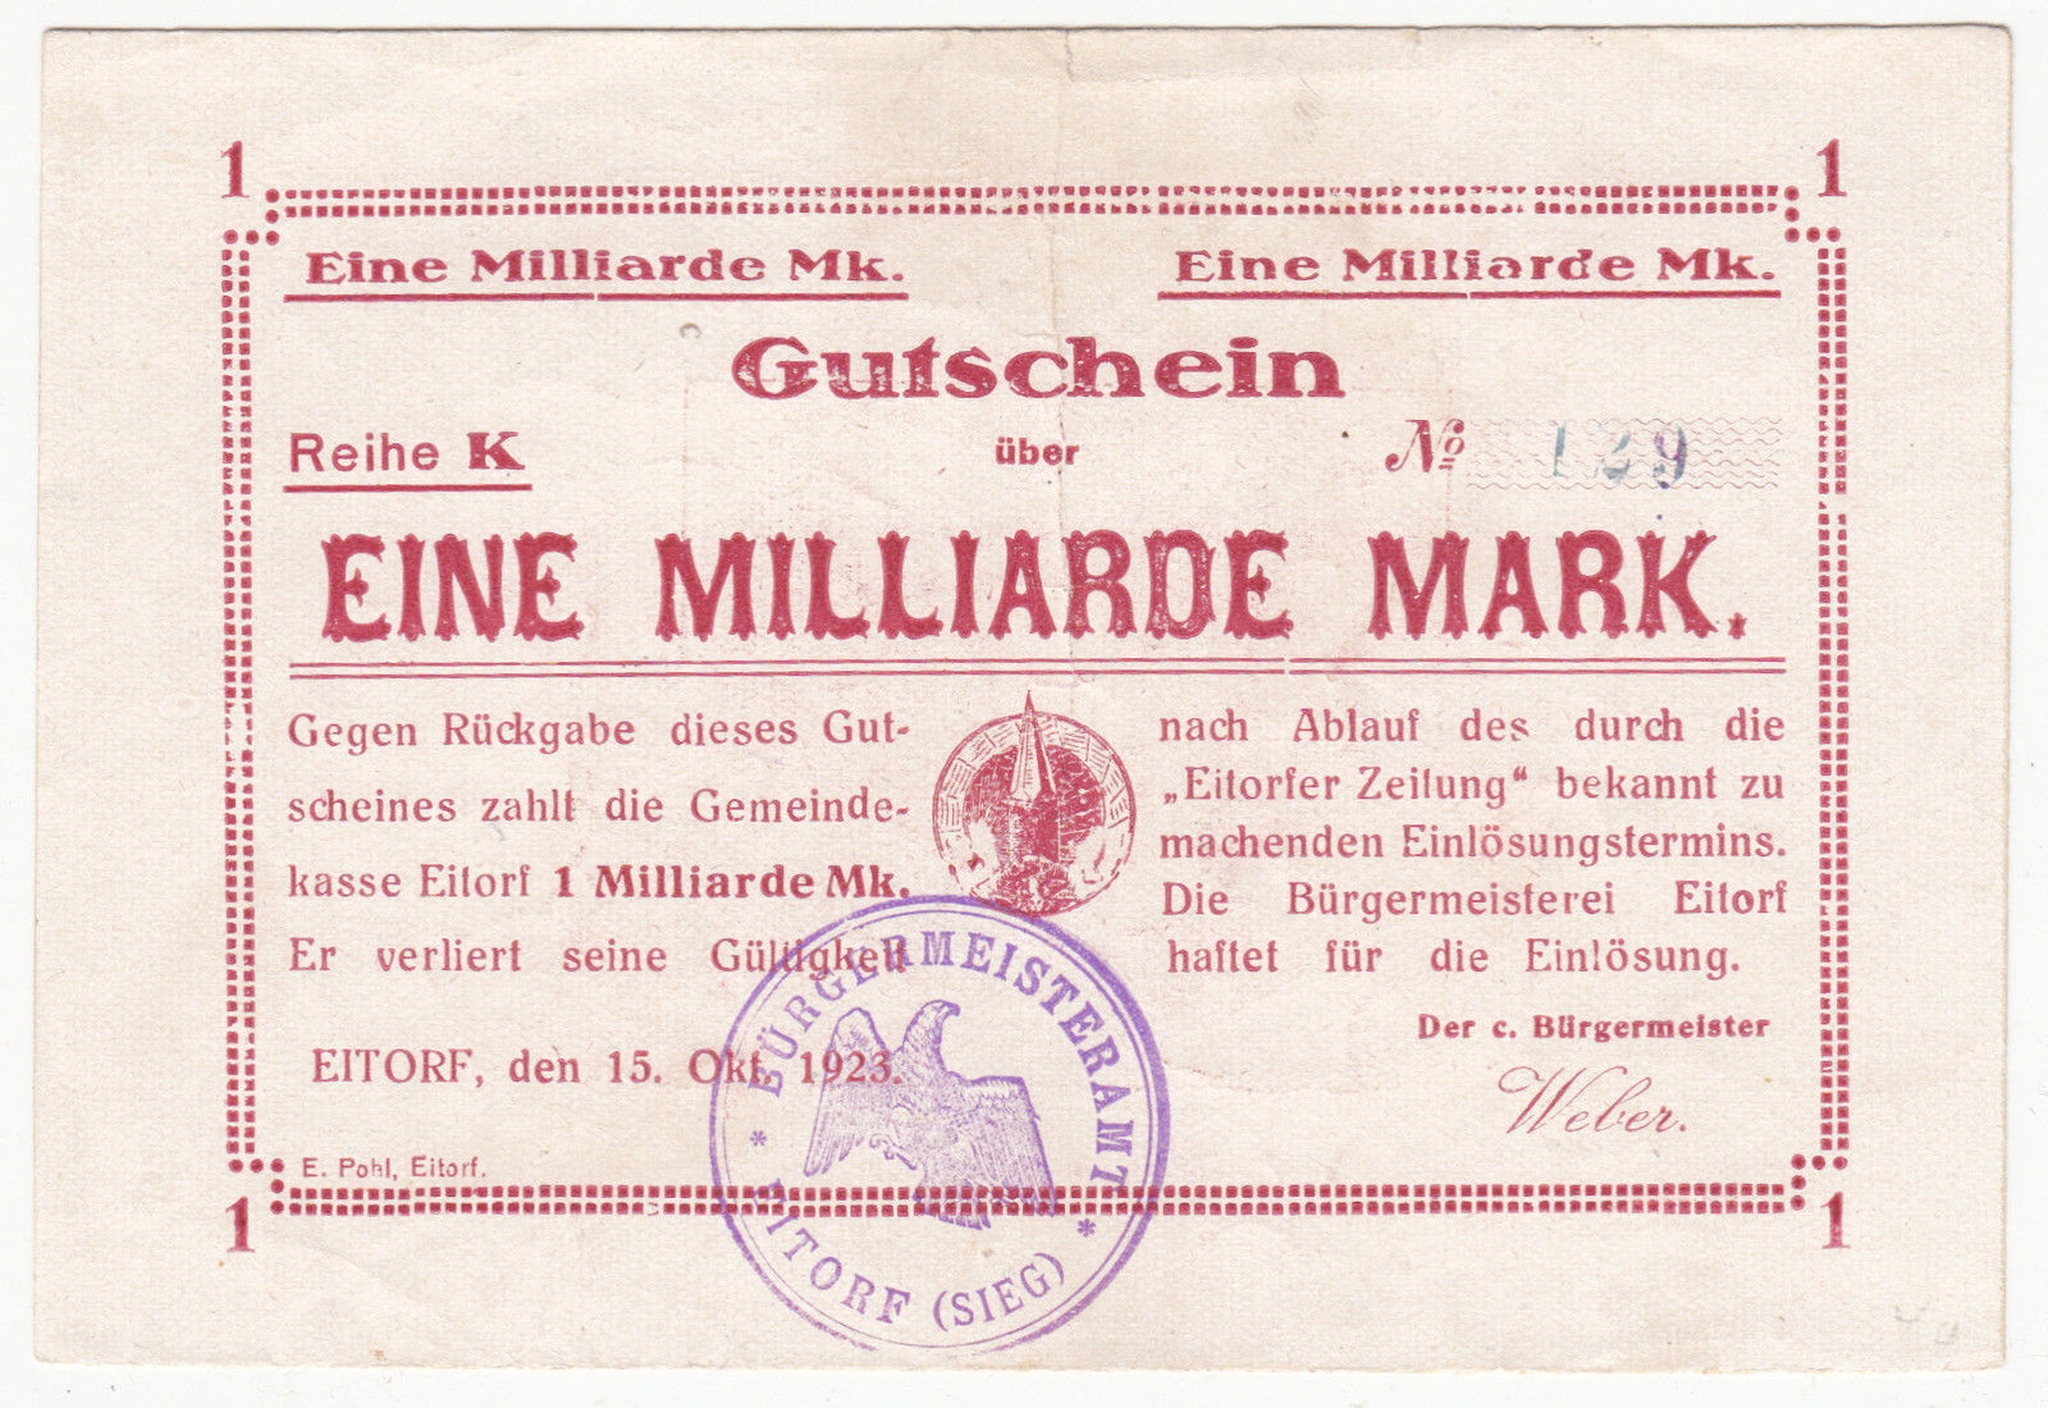 1 1
Eine Milliarde Mk. Eine Milliarde Mk.
Gutschein
Reihe K über No 129
EINE MILLIARDE MARK.
Gegen Rückgabe dieses Gut-
scheines zahlt die Gemeinde-
kasse Eitorf 1 Milliarde Mk.
Er verliert seine Gültigkeit
nach Ablauf des durch die
„Eitorfer Zeitung“ bekannt zu
machenden Einlösungstermins.
Die Bürgermeisterei Eitorf
haftet für die Einlösung.
EITORF, den 15. Okt. 1923.
Der c. Bürgermeister
Weber.
E. Pohl, Eitorf.
* BÜRGERMEISTERAMT *
EITORF (SIEG)
1 1